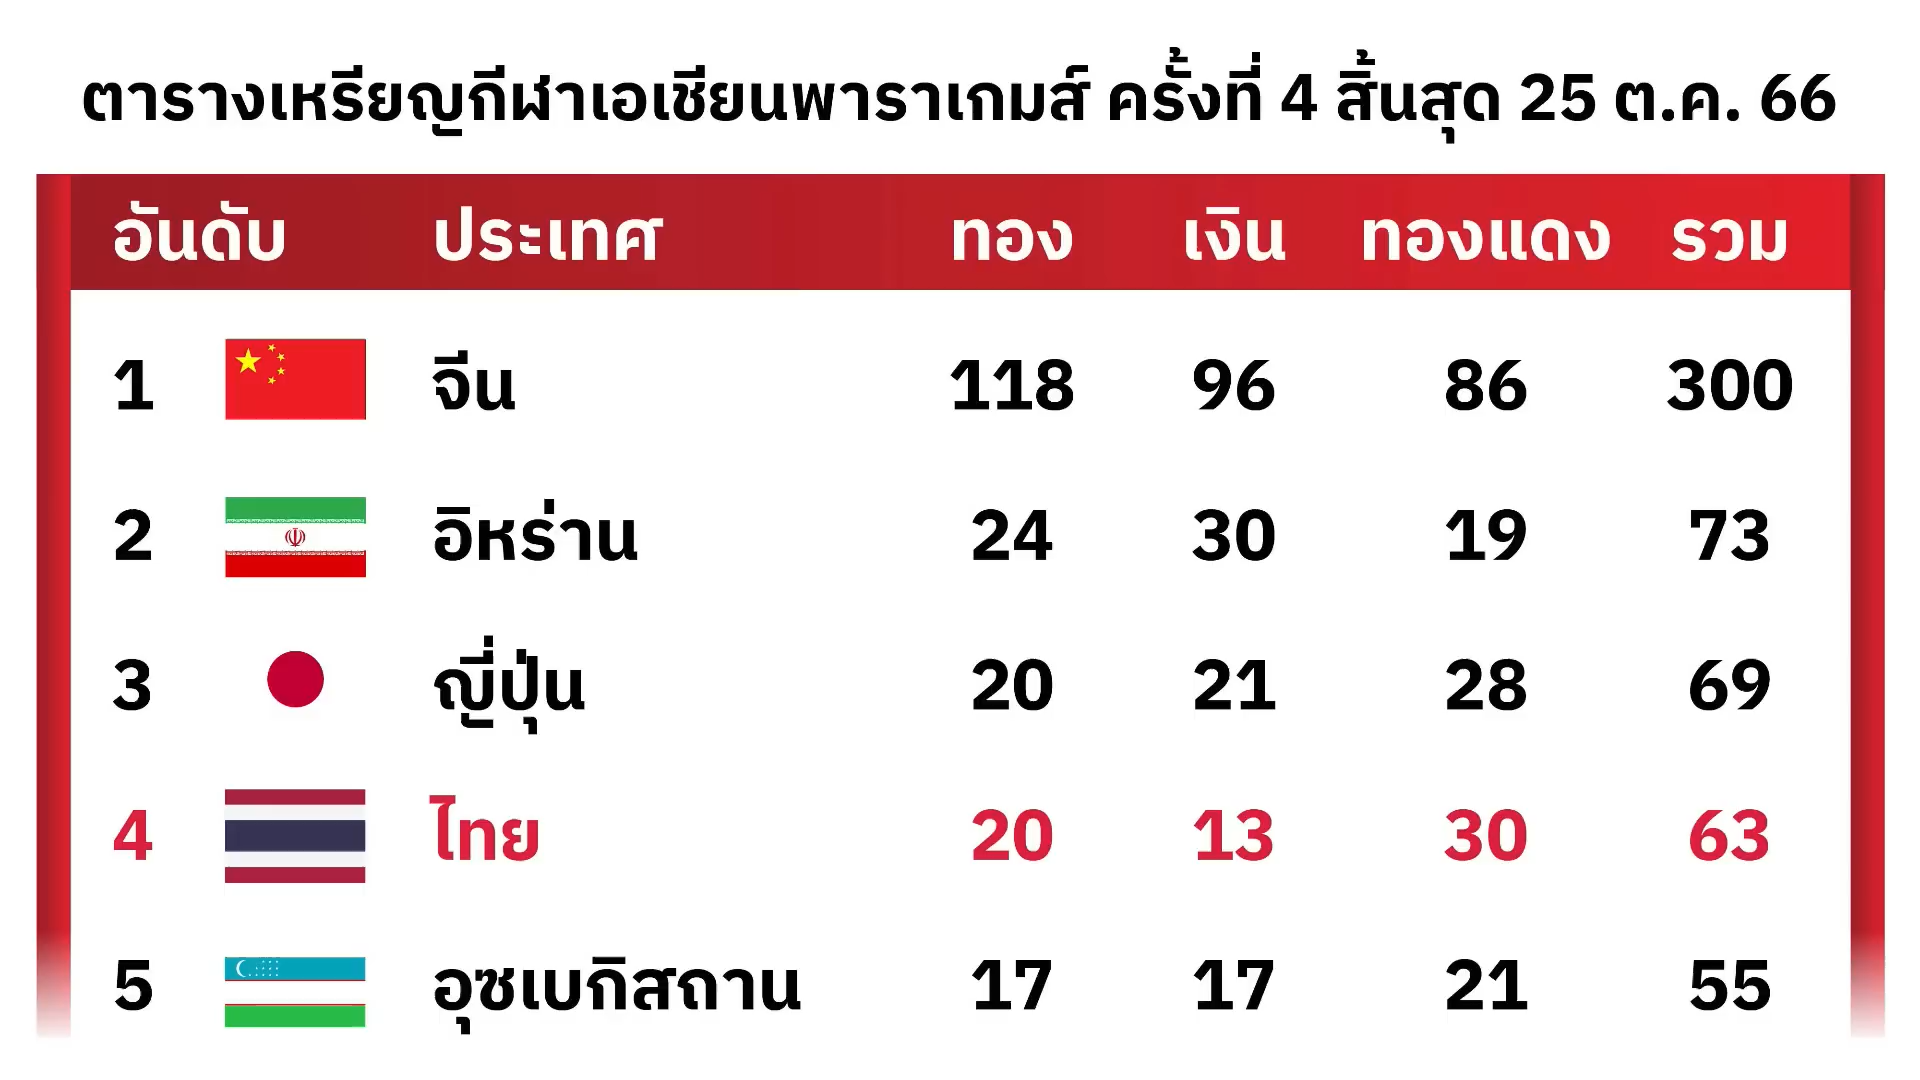 ตารางเหรียญกีฬาเอเชียนพาราเกมส์ ครั้งที่ 4 สิ้นสุด 25 ต.ค. 66
อันดับ ประเทศ ทอง เงิน ทองแดง รวม
1 จีน 118 96 86 300
2 อิหร่าน 24 30 19 73
3 ญี่ปุ่น 20 21 28 69
4 ไทย 20 13 30 63
5 อุซเบกิสถาน 17 17 21 55